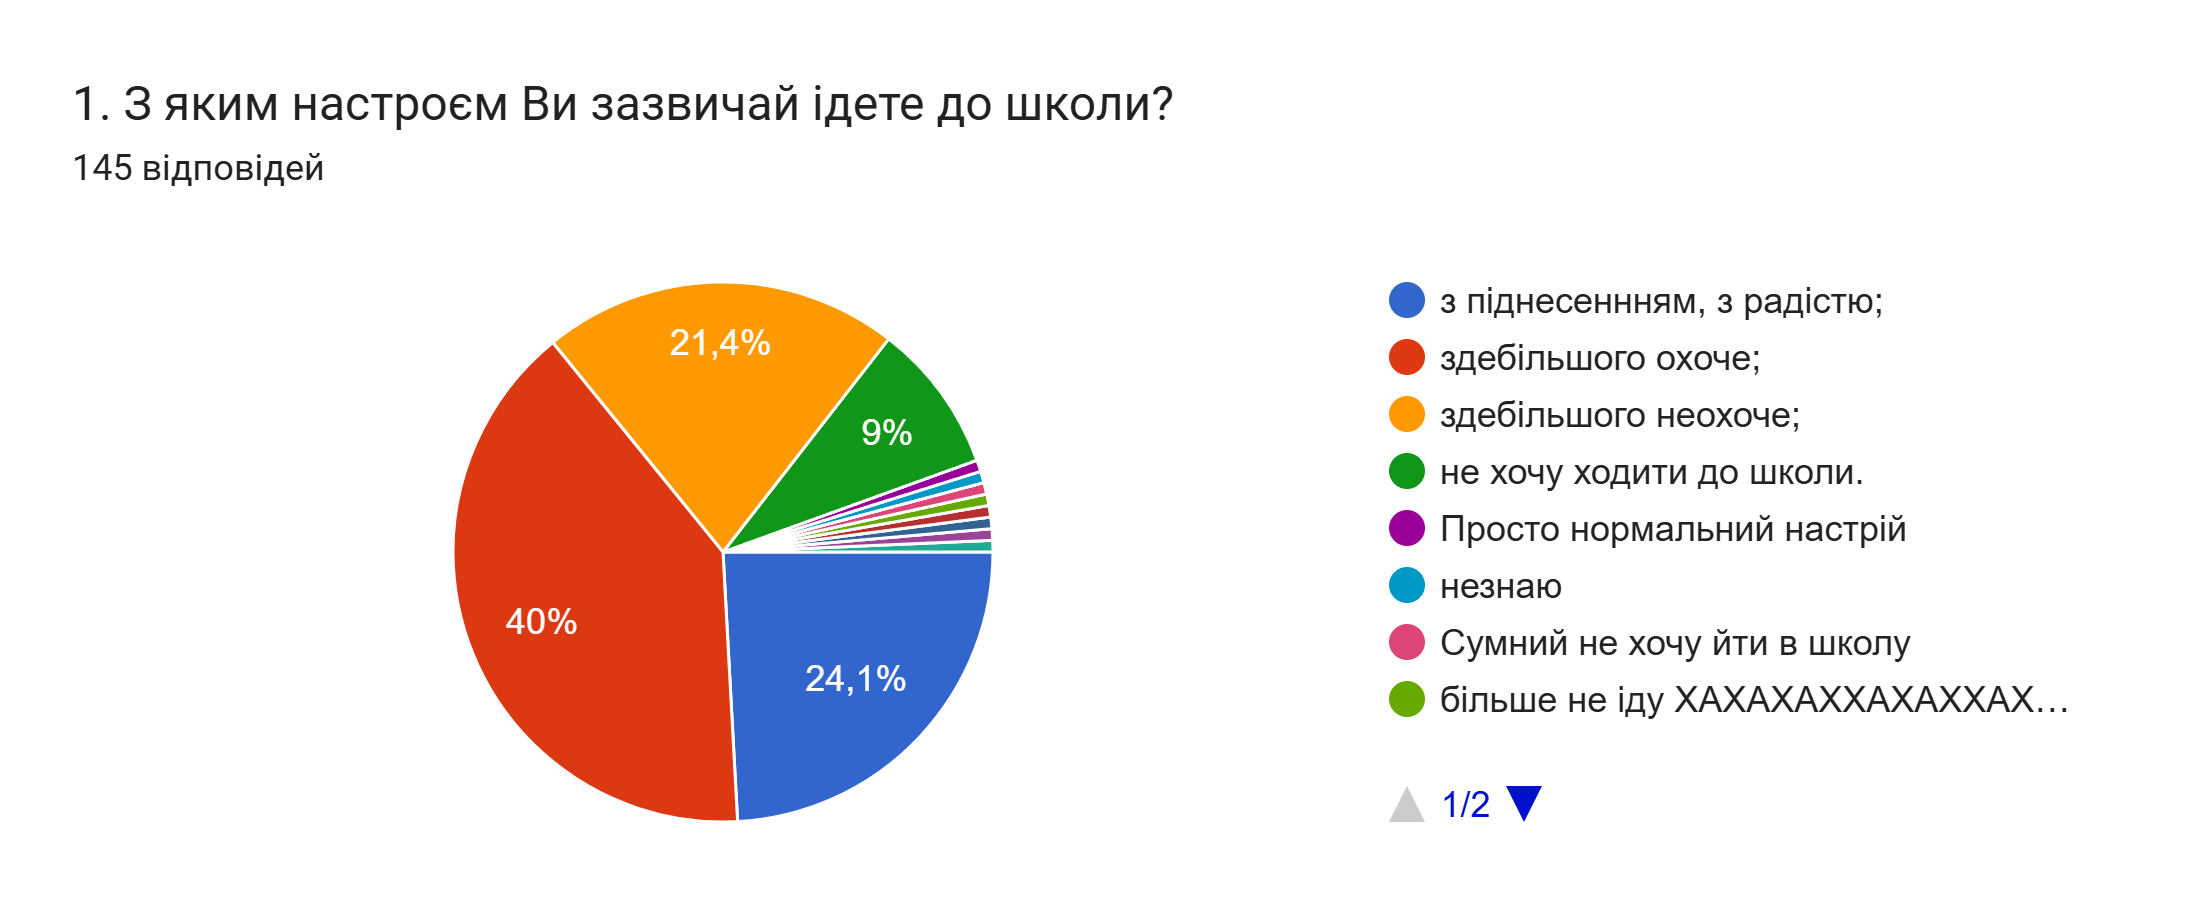 1. З яким настроєм Ви зазвичай ідете до школи?
145 відповідей
21,4%
9%
40%
24,1%
з піднесеннням, з радістю;
здебільшого охоче;
здебільшого неохоче;
не хочу ходити до школи.
Просто нормальний настрій
незнаю
Сумний не хочу йти в школу
більше не іду ХАХАХАХХАХАХХАХ…
1/2